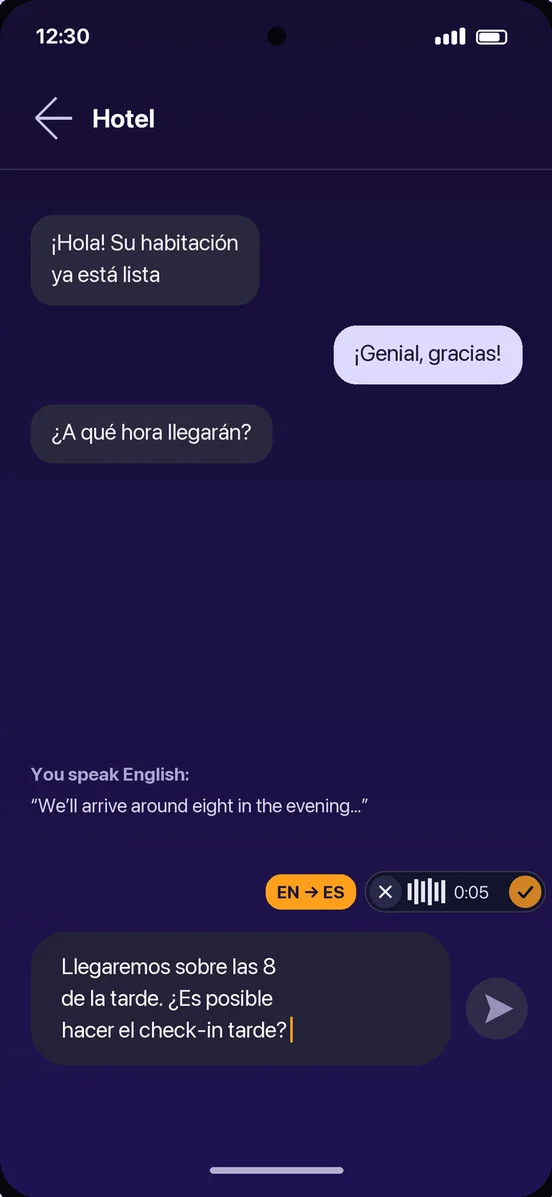 12:30
Hotel
¡Hola! Su habitación
ya está lista
¡Genial, gracias!
¿A qué hora llegarán?
You speak English:
“We’ll arrive around eight in the evening...”
EN → ES
0:05
Llegaremos sobre las 8
de la tarde. ¿Es posible
hacer el check-in tarde?